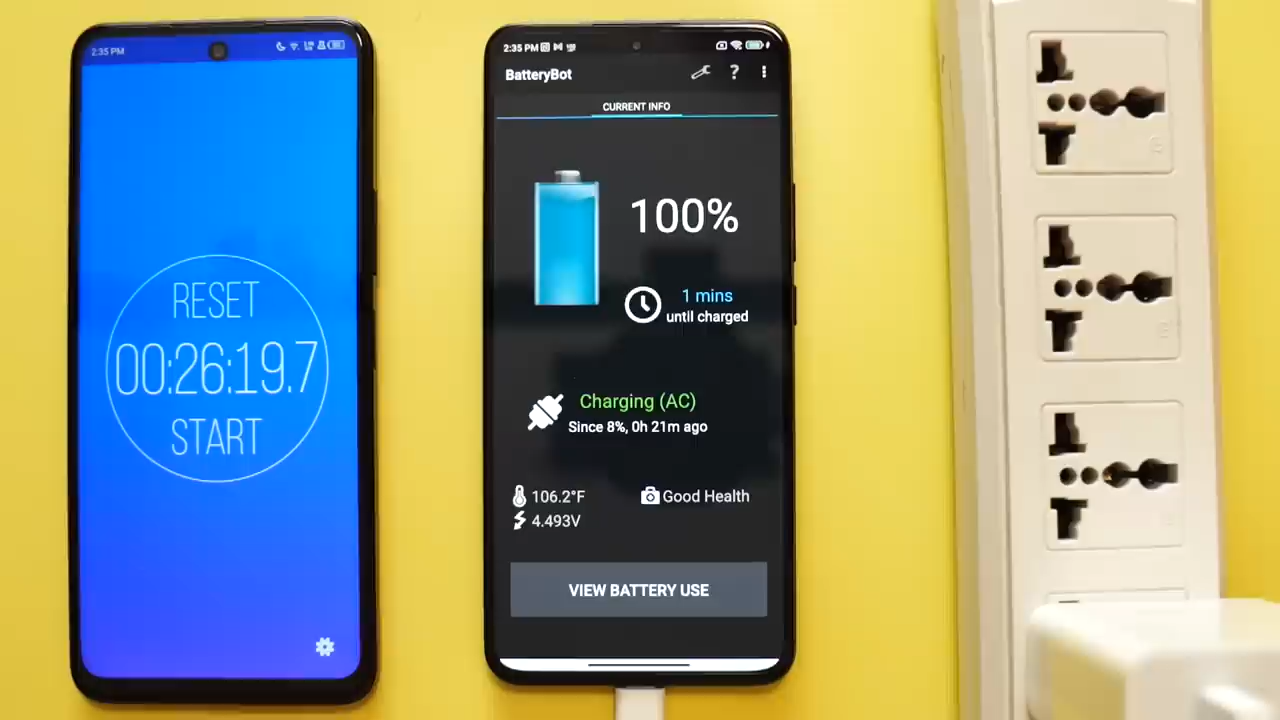 2:35 PM
RESET
00:26:19.7
START
2:35 PM
BatteryBot
?
CURRENT INFO
100%
1 mins
until charged
Charging (AC)
Since 8%, 0h 21m ago
106.2°F
Good Health
4.493V
VIEW BATTERY USE